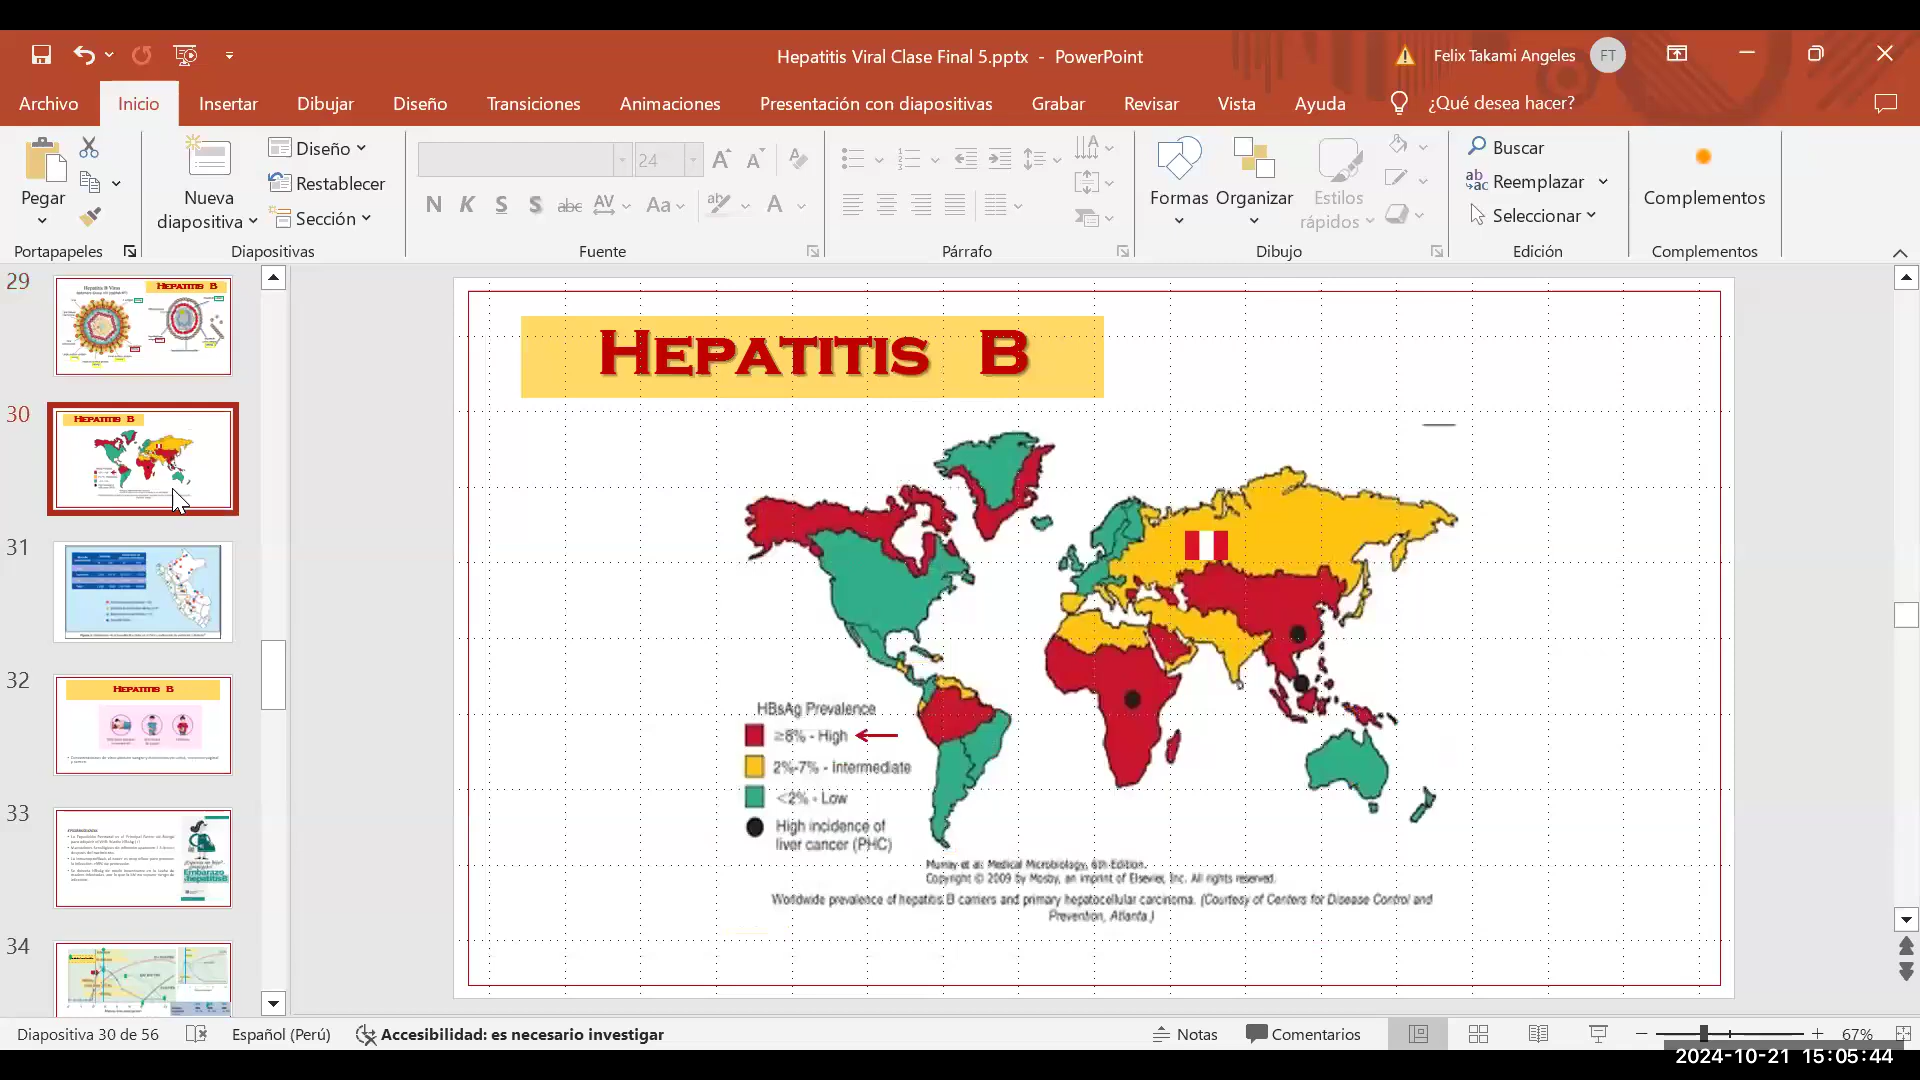 Hepatitis Viral Clase Final 5.pptx - PowerPoint
Felix Takami Angeles
FT
Archivo
Inicio
Insertar
Dibujar
Diseño
Transiciones
Animaciones
Presentación con diapositivas
Grabar
Revisar
Vista
Ayuda
¿Qué desea hacer?
Pegar
Nueva
diapositiva
Diseño
Restablecer
Sección
24
N K S S abc AV Aa A
Formas
Organizar
Estilos
rápidos
Buscar
Reemplazar
Seleccionar
Complementos
Portapapeles
Diapositivas
Fuente
Párrafo
Dibujo
Edición
Complementos
29
HEPATITIS B
30
HEPATITIS B
31
32
HEPATITIS B
33
34
HEPATITIS B
HBsAg Prevalence
≥8% - High
2%-7% - Intermediate
<2% - Low
High incidence of
liver cancer (PHC)
Murray et al: Medical Microbiology, 6th Edition.
Copyright © 2009 by Mosby, an imprint of Elsevier, Inc. All rights reserved.
Worldwide prevalence of hepatitis B carriers and primary hepatocellular carcinoma. (Courtesy of Centers for Disease Control and
Prevention, Atlanta.)
Diapositiva 30 de 56
Español (Perú)
Accesibilidad: es necesario investigar
Notas
Comentarios
67%
2024-10-21 15:05:44